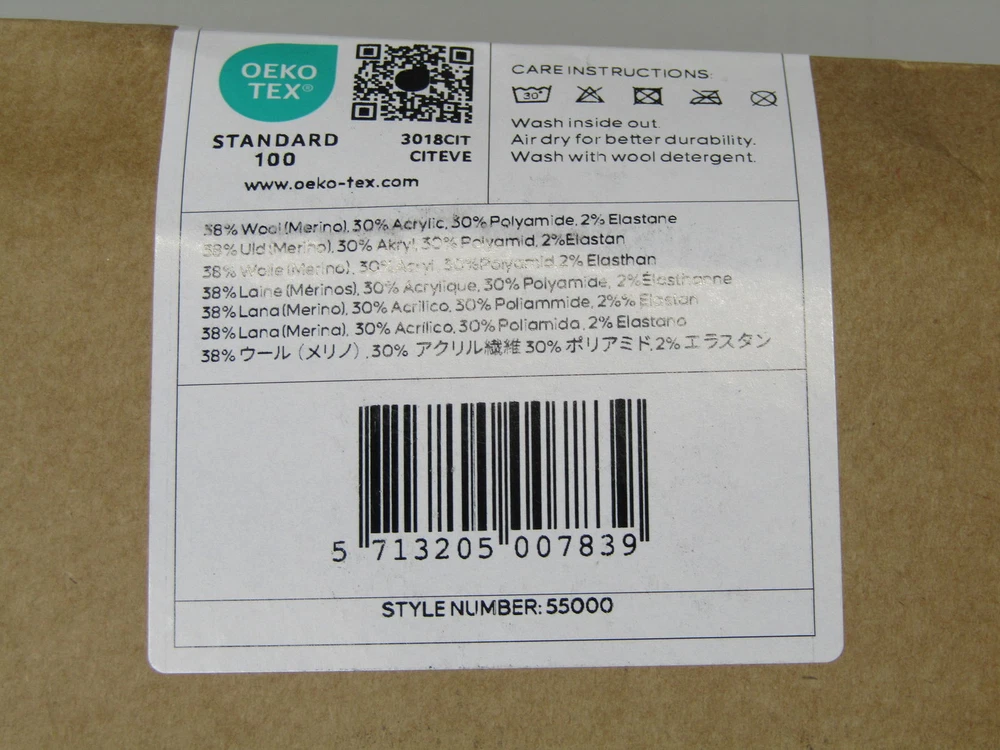 OEKO
TEX®
STANDARD
100
3018CIT
CITEVE
www.oeko-tex.com
CARE INSTRUCTIONS:
30°
Wash inside out.
Air dry for better durability.
Wash with wool detergent.
38% Wool (Merino), 30% Acrylic, 30% Polyamide, 2% Elastane
38% Uld (Merino), 30% Akryl, 30% Polyamid, 2%Elastan
38% Wolle (Merino), 30% Acryl, 30%Polyamid 2% Elasthan
38% Laine (Mérinos), 30% Acrylique, 30% Polyamide, 2%Élasthanne
38% Lana (Merino), 30% Acrilico, 30% Poliammide, 2%% Elastan
38% Lana (Merina), 30% Acrílico, 30% Poliamida, 2% Elastano
38% ウール（メリノ）, 30% アクリル繊維 30% ポリアミド, 2% エラスタン
5 713205 007839
STYLE NUMBER: 55000